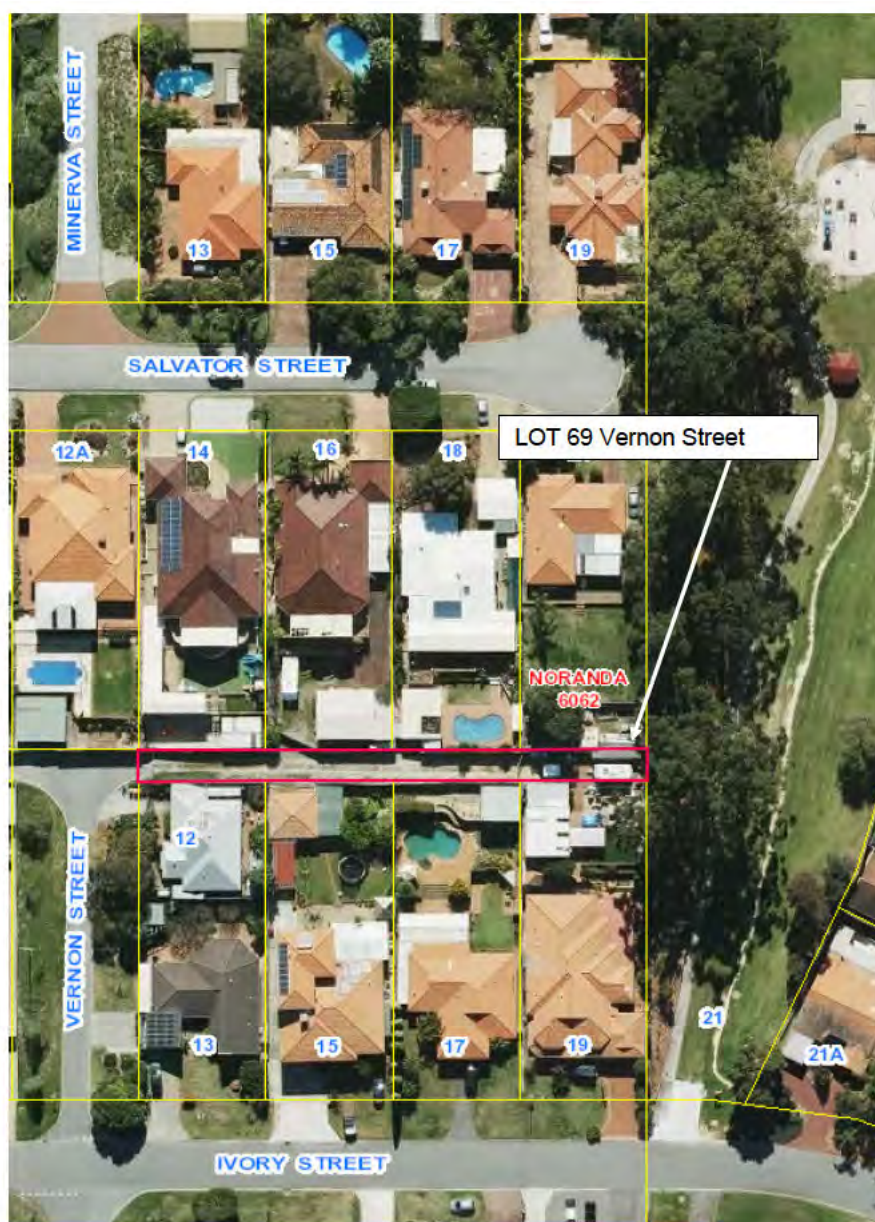 MINERVA STREET
13
15
17
19
SALVATOR STREET
LOT 69 Vernon Street
12A
14
16
18
NORANDA
6062
12
VERNON STREET
13
15
17
19
21
21A
IVORY STREET